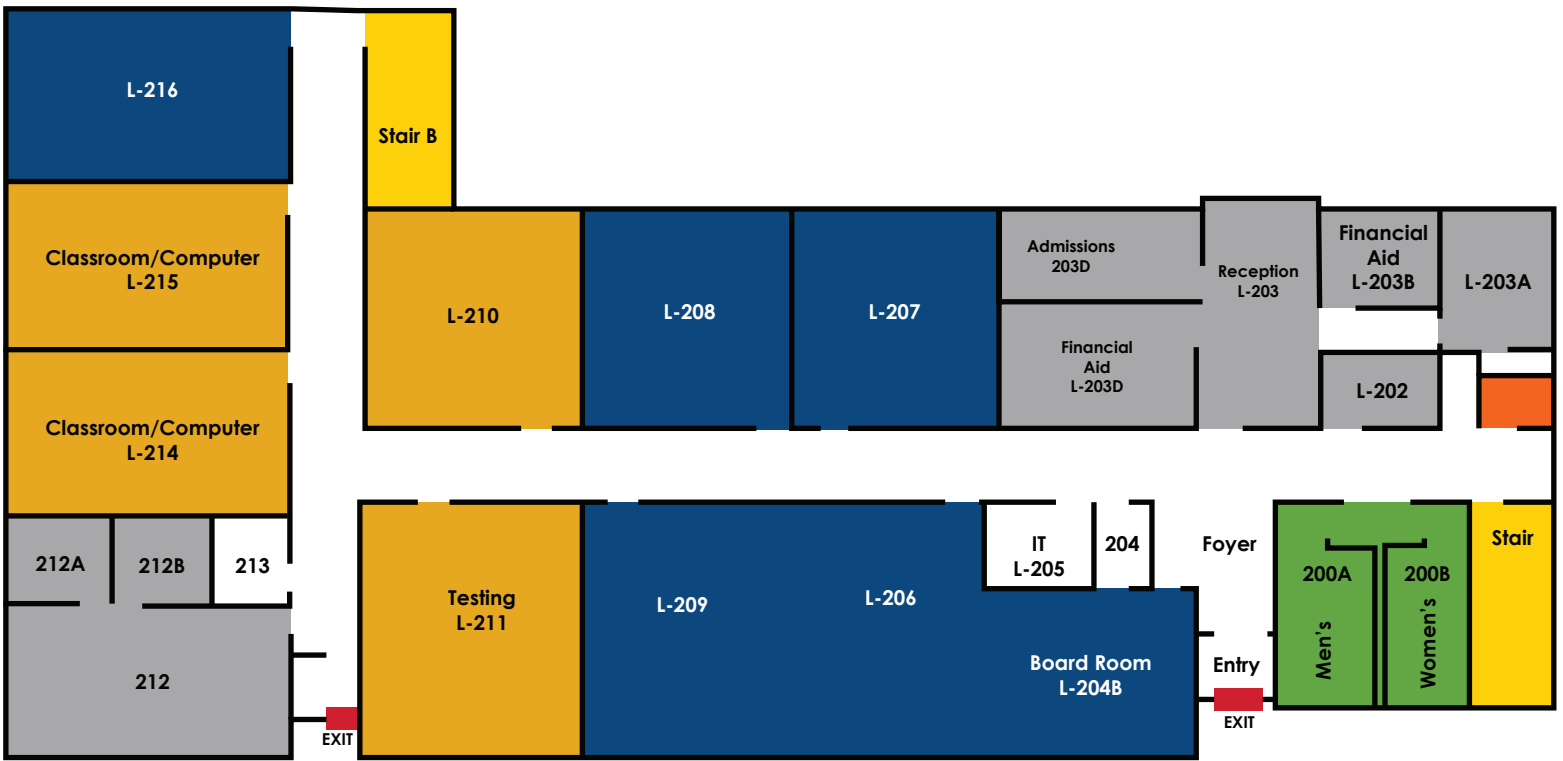 L-216
Stair B
Classroom/Computer
L-215
Classroom/Computer
L-214
212A
212B
213
212
EXIT
L-210
L-208
L-207
Admissions
203D
Financial
Aid
L-203D
Reception
L-203
Financial
Aid
L-203B
L-203A
L-202
Testing
L-211
L-209
L-206
IT
L-205
204
Board Room
L-204B
Foyer
Entry
EXIT
200A
Men's
200B
Women's
Stair